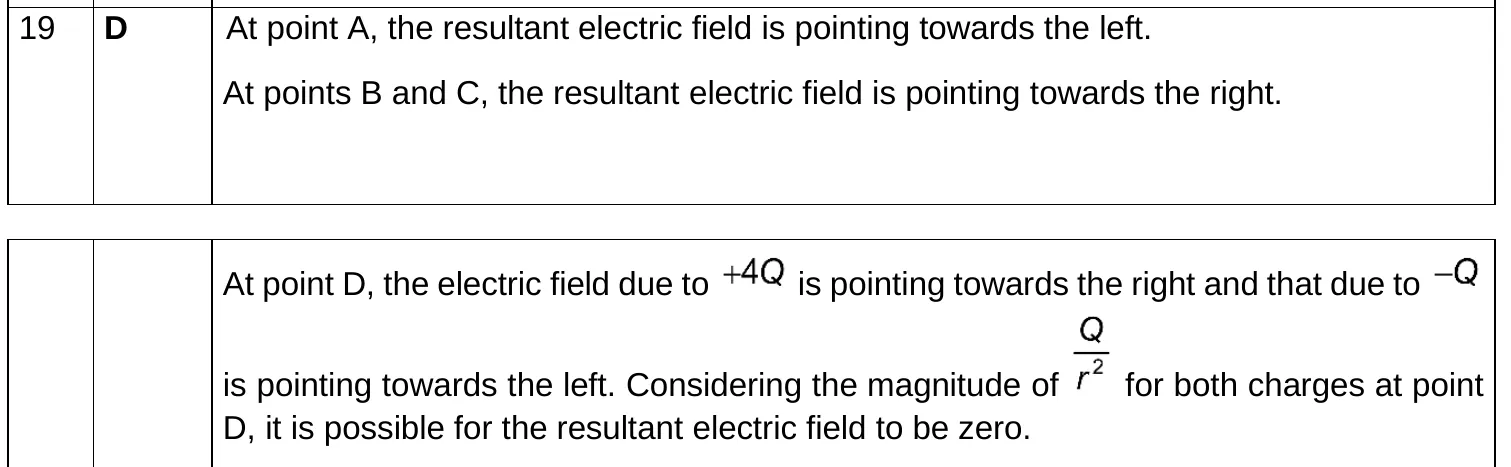 19 D At point A, the resultant electric field is pointing towards the left.
At points B and C, the resultant electric field is pointing towards the right.
At point D, the electric field due to +4Q is pointing towards the right and that due to −Q
is pointing towards the left. Considering the magnitude of Q/r² for both charges at point
D, it is possible for the resultant electric field to be zero.